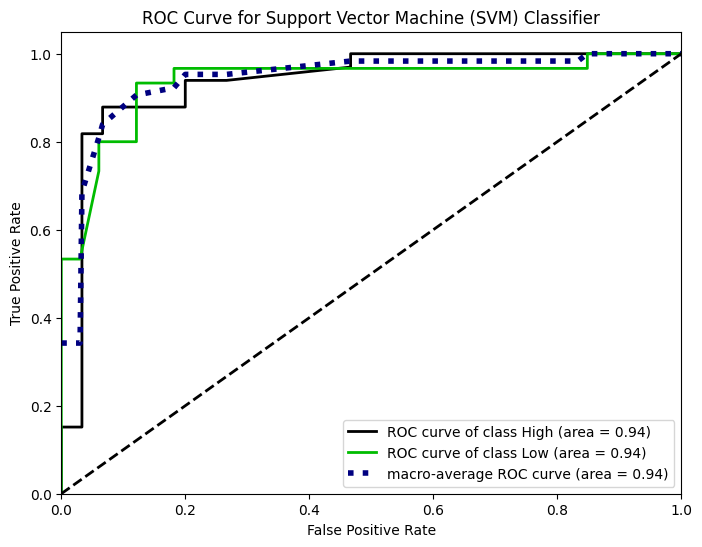 ROC Curve for Support Vector Machine (SVM) Classifier
True Positive Rate
1.0
0.8
0.6
0.4
0.2
0.0
ROC curve of class High (area = 0.94)
ROC curve of class Low (area = 0.94)
macro-average ROC curve (area = 0.94)
0.0 0.2 0.4 0.6 0.8 1.0
False Positive Rate